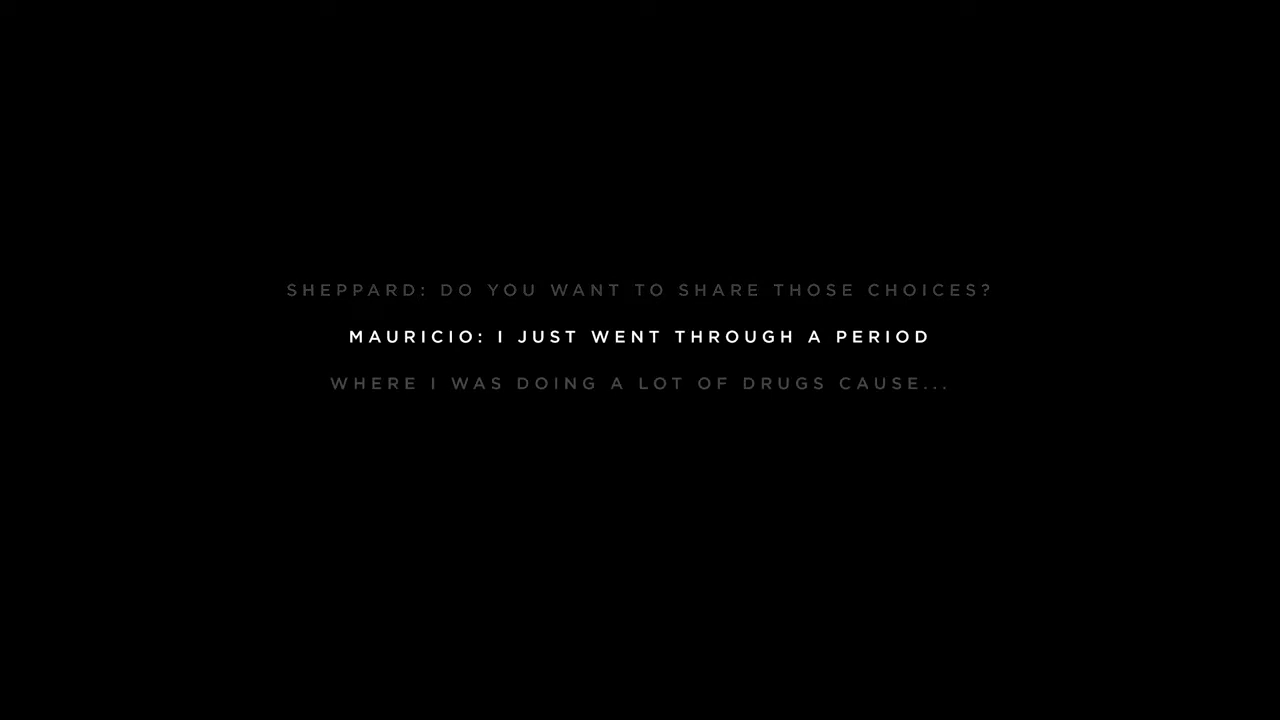 SHEPPARD: DO YOU WANT TO SHARE THOSE CHOICES?
MAURICIO: I JUST WENT THROUGH A PERIOD
WHERE I WAS DOING A LOT OF DRUGS CAUSE...